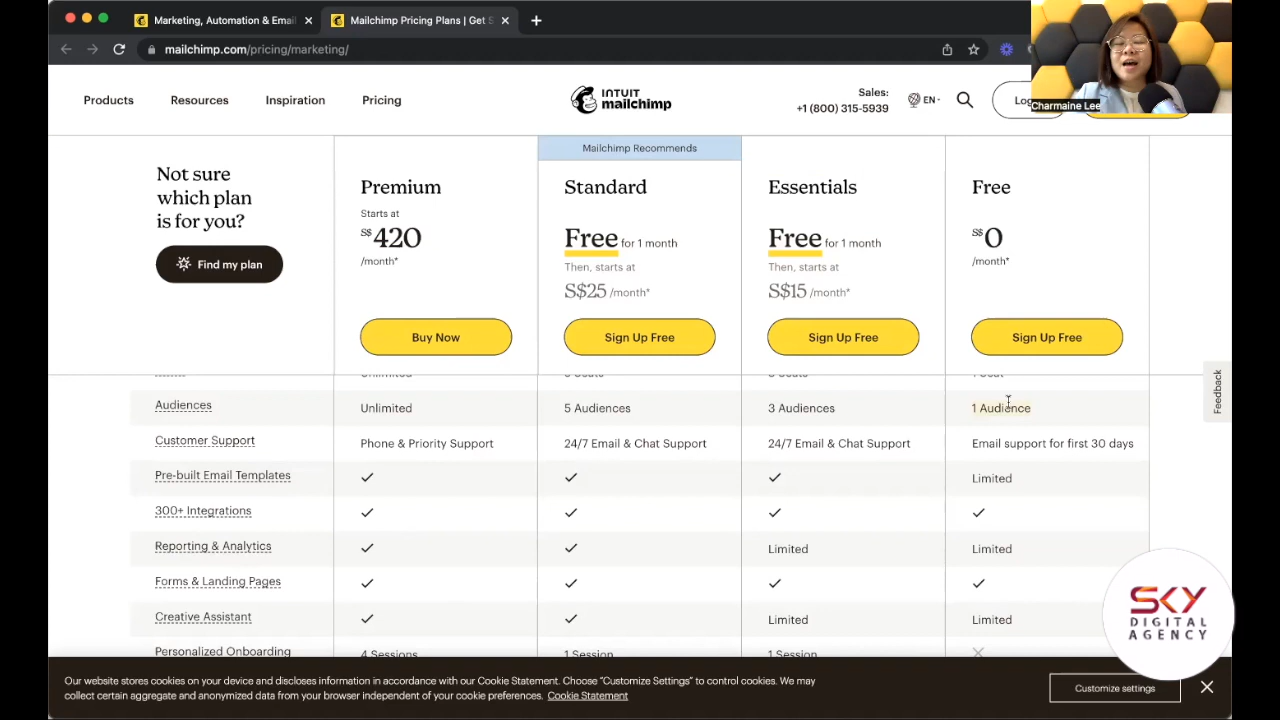 Marketing, Automation & Email
Mailchimp Pricing Plans | Get S
mailchimp.com/pricing/marketing/
Charmaine Lee
Products
Resources
Inspiration
Pricing
INTUIT
mailchimp
Sales:
+1 (800) 315-5939
EN
Not sure
which plan
is for you?
Find my plan
Premium
Starts at
S$420
/month*
Buy Now
Mailchimp Recommends
Standard
Free for 1 month
Then, starts at
S$25 /month*
Sign Up Free
Essentials
Free for 1 month
Then, starts at
S$15 /month*
Sign Up Free
Free
S$0
/month*
Sign Up Free
Audiences Unlimited 5 Audiences 3 Audiences 1 Audience
Customer Support Phone & Priority Support 24/7 Email & Chat Support 24/7 Email & Chat Support Email support for first 30 days
Pre-built Email Templates ✓ ✓ ✓ Limited
300+ Integrations ✓ ✓ ✓ ✓
Reporting & Analytics ✓ ✓ Limited Limited
Forms & Landing Pages ✓ ✓ ✓ ✓
Creative Assistant ✓ ✓ Limited Limited
Personalized Onboarding 4 Sessions 1 Session 1 Session
Feedback
SKY
DIGITAL
AGENCY
Our website stores cookies on your device and discloses information in accordance with our Cookie Statement. Choose “Customize Settings” to control cookies. We may
collect certain aggregate and anonymized data from your browser independent of your cookie preferences. Cookie Statement
Customize settings